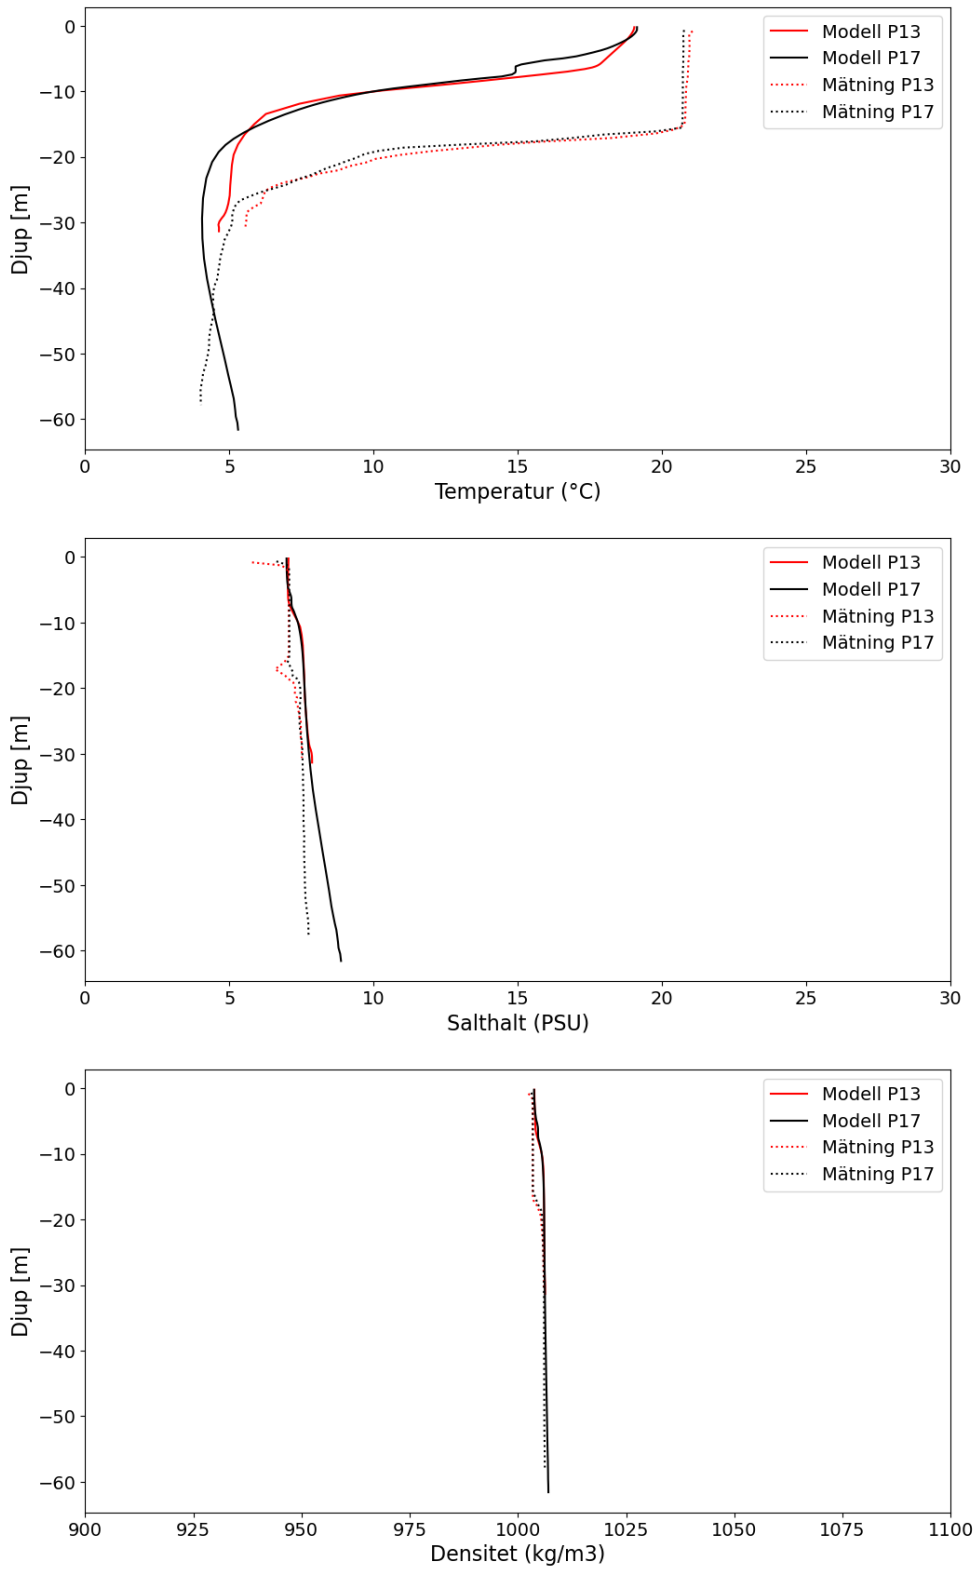 0
−10
−20
−30
−40
−50
−60
Djup [m]
0 5 10 15 20 25 30
Temperatur (°C)
Modell P13
Modell P17
Mätning P13
Mätning P17
0
−10
−20
−30
−40
−50
−60
Djup [m]
0 5 10 15 20 25 30
Salthalt (PSU)
Modell P13
Modell P17
Mätning P13
Mätning P17
0
−10
−20
−30
−40
−50
−60
Djup [m]
900 925 950 975 1000 1025 1050 1075 1100
Densitet (kg/m3)
Modell P13
Modell P17
Mätning P13
Mätning P17